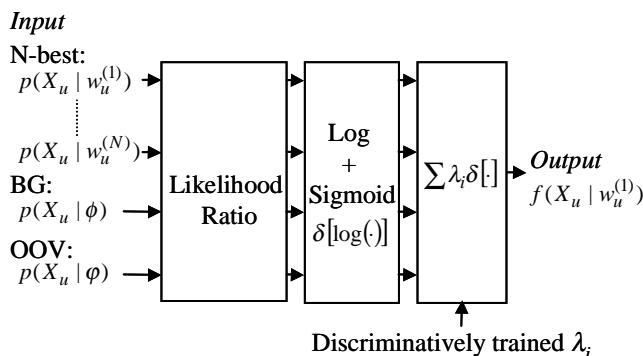 Input
N-best:
p(X_u | w_u^(1))
p(X_u | w_u^(N))
BG:
p(X_u | ϕ)
OOV:
p(X_u | φ)
Likelihood
Ratio
Log
+
Sigmoid
δ[log(·)]
∑ λ_i δ[·]
Output
f(X_u | w_u^(1))
Discriminatively trained λ_i